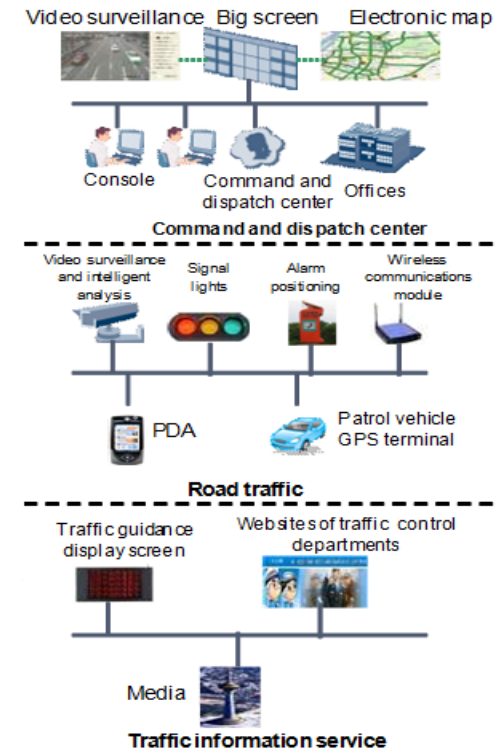 Video surveillance
Big screen
Electronic map
Console
Command and
dispatch center
Offices
Command and dispatch center
Video surveillance
and intelligent
analysis
Signal
lights
Alarm
positioning
Wireless
communications
module
PDA
Patrol vehicle
GPS terminal
Road traffic
Traffic guidance
display screen
Websites of traffic control
departments
Media
Traffic information service